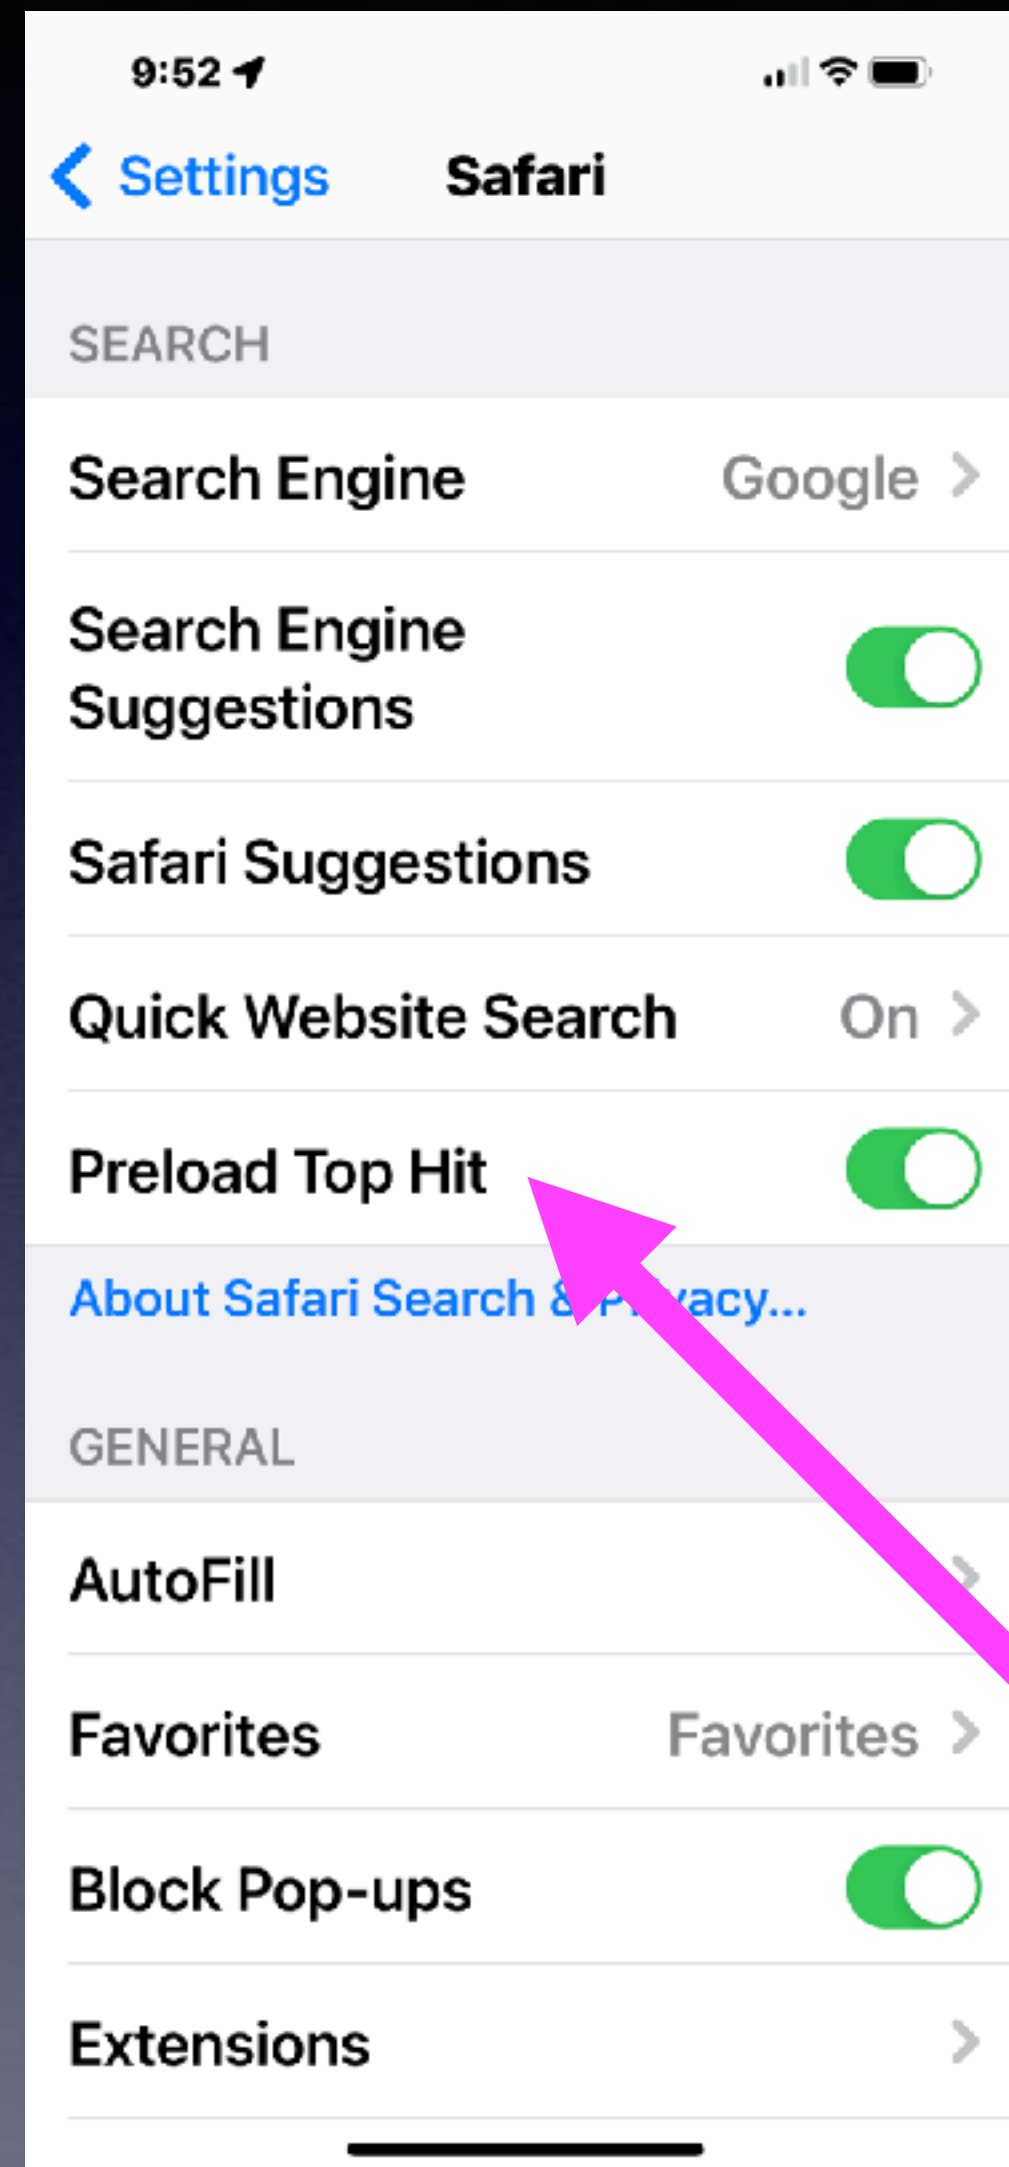 9:52
Settings Safari
SEARCH
Search Engine Google
Search Engine
Suggestions
Safari Suggestions
Quick Website Search On
Preload Top Hit
About Safari Search &
GENERAL
AutoFill
Favorites Favorites
Block Pop-ups
Extensions